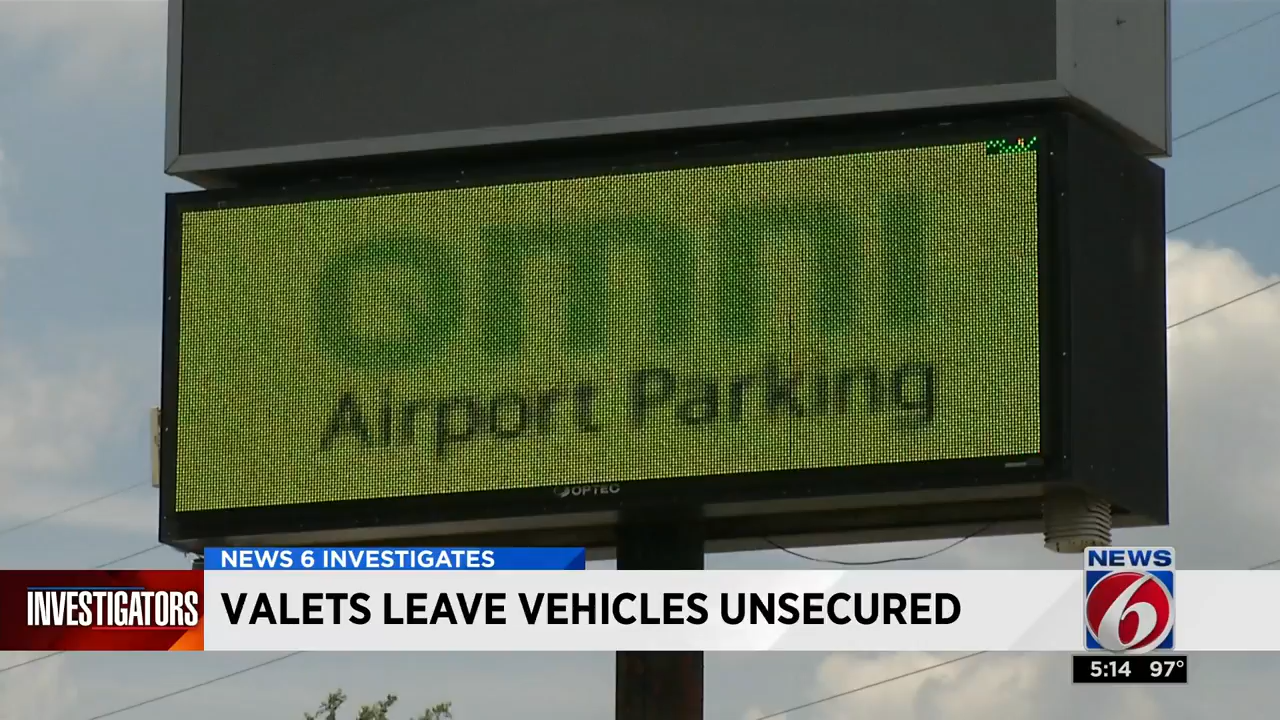 omni
Airport Parking
OPTEC
NEWS 6 INVESTIGATES
INVESTIGATORS
VALETS LEAVE VEHICLES UNSECURED
NEWS
6
5:14 97°